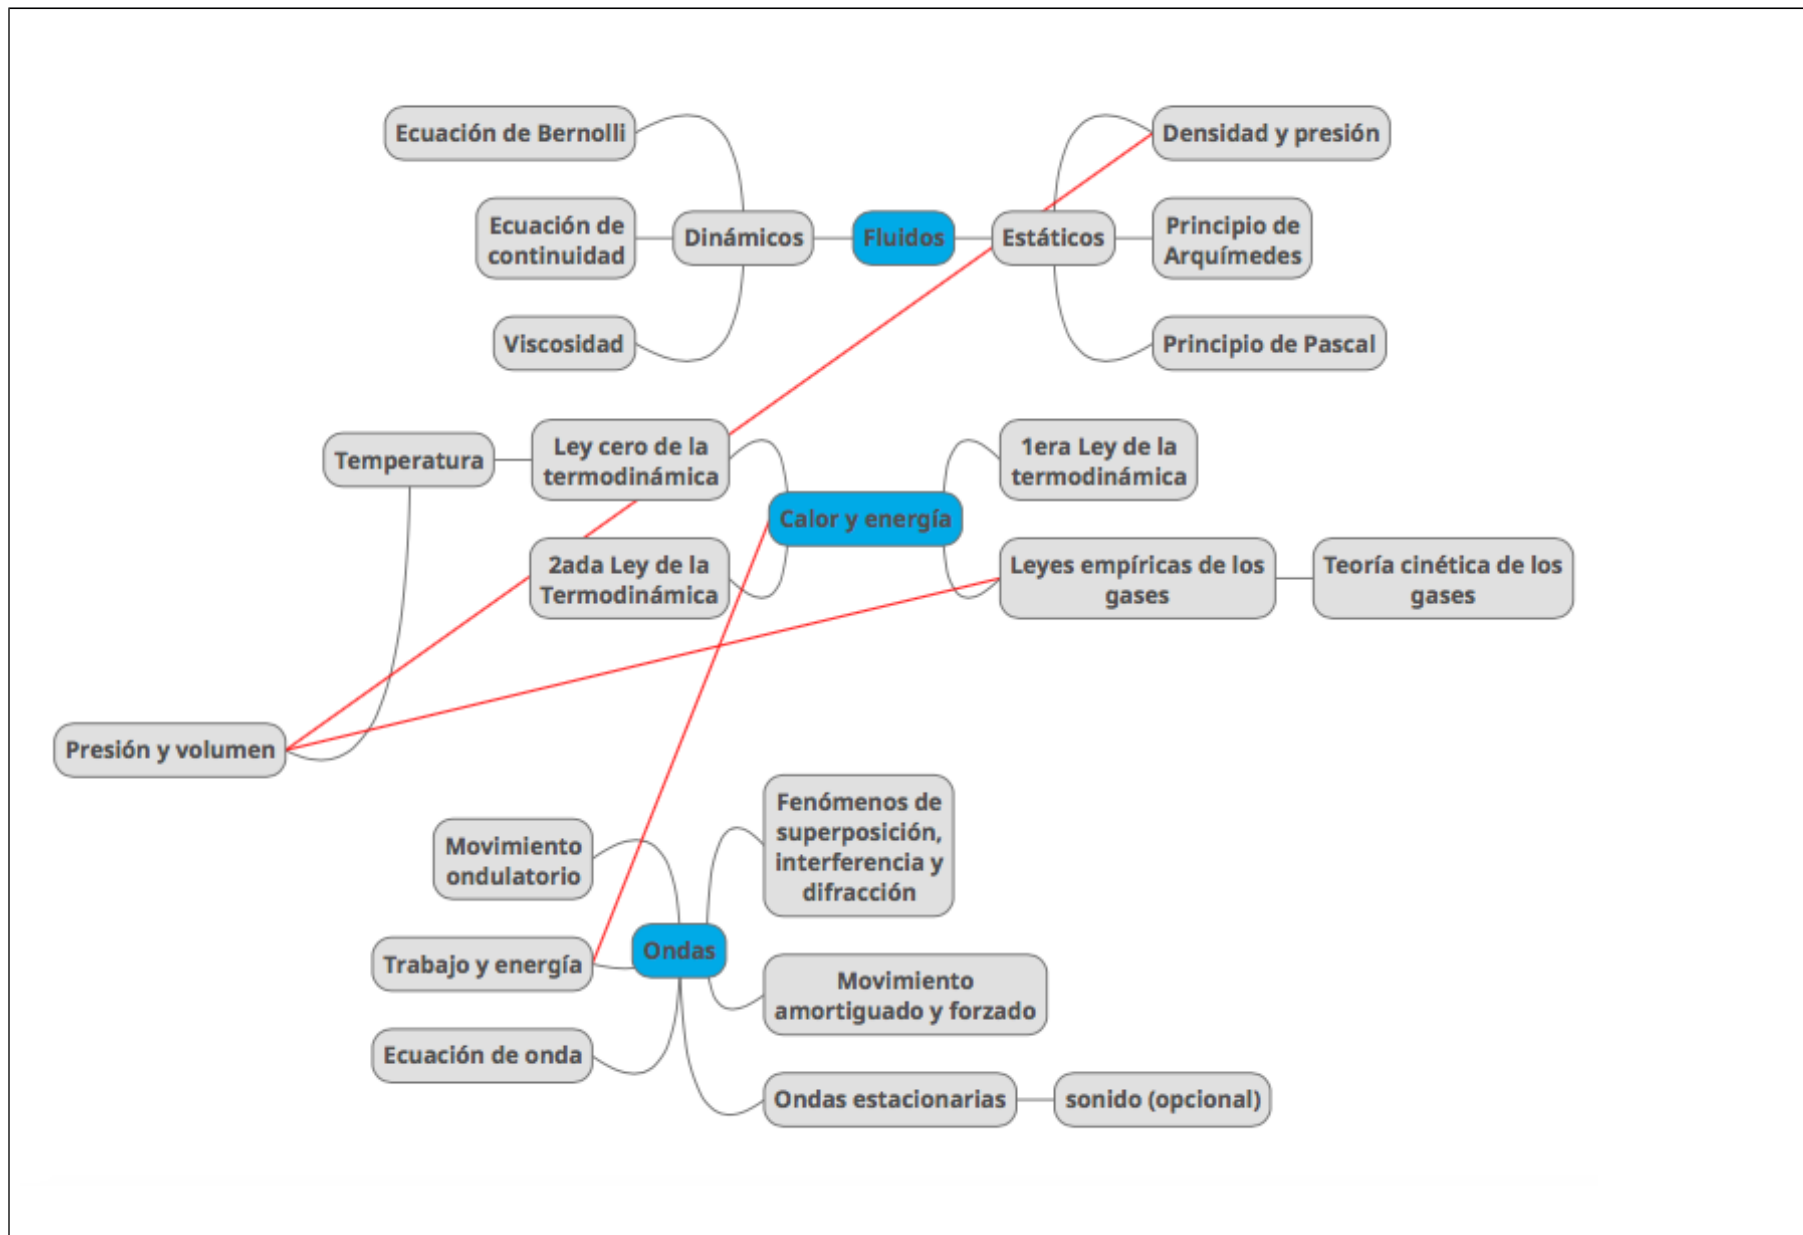 Ecuación de Bernolli
Densidad y presión
Ecuación de
continuidad
Dinámicos
Fluidos
Estáticos
Principio de
Arquímedes
Viscosidad
Principio de Pascal
Temperatura
Ley cero de la
termodinámica
1era Ley de la
termodinámica
Calor y energía
2ada Ley de la
Termodinámica
Leyes empíricas de los
gases
Teoría cinética de los
gases
Presión y volumen
Movimiento
ondulatorio
Fenómenos de
superposición,
interferencia y
difracción
Ondas
Trabajo y energía
Movimiento
amortiguado y forzado
Ecuación de onda
Ondas estacionarias
sonido (opcional)